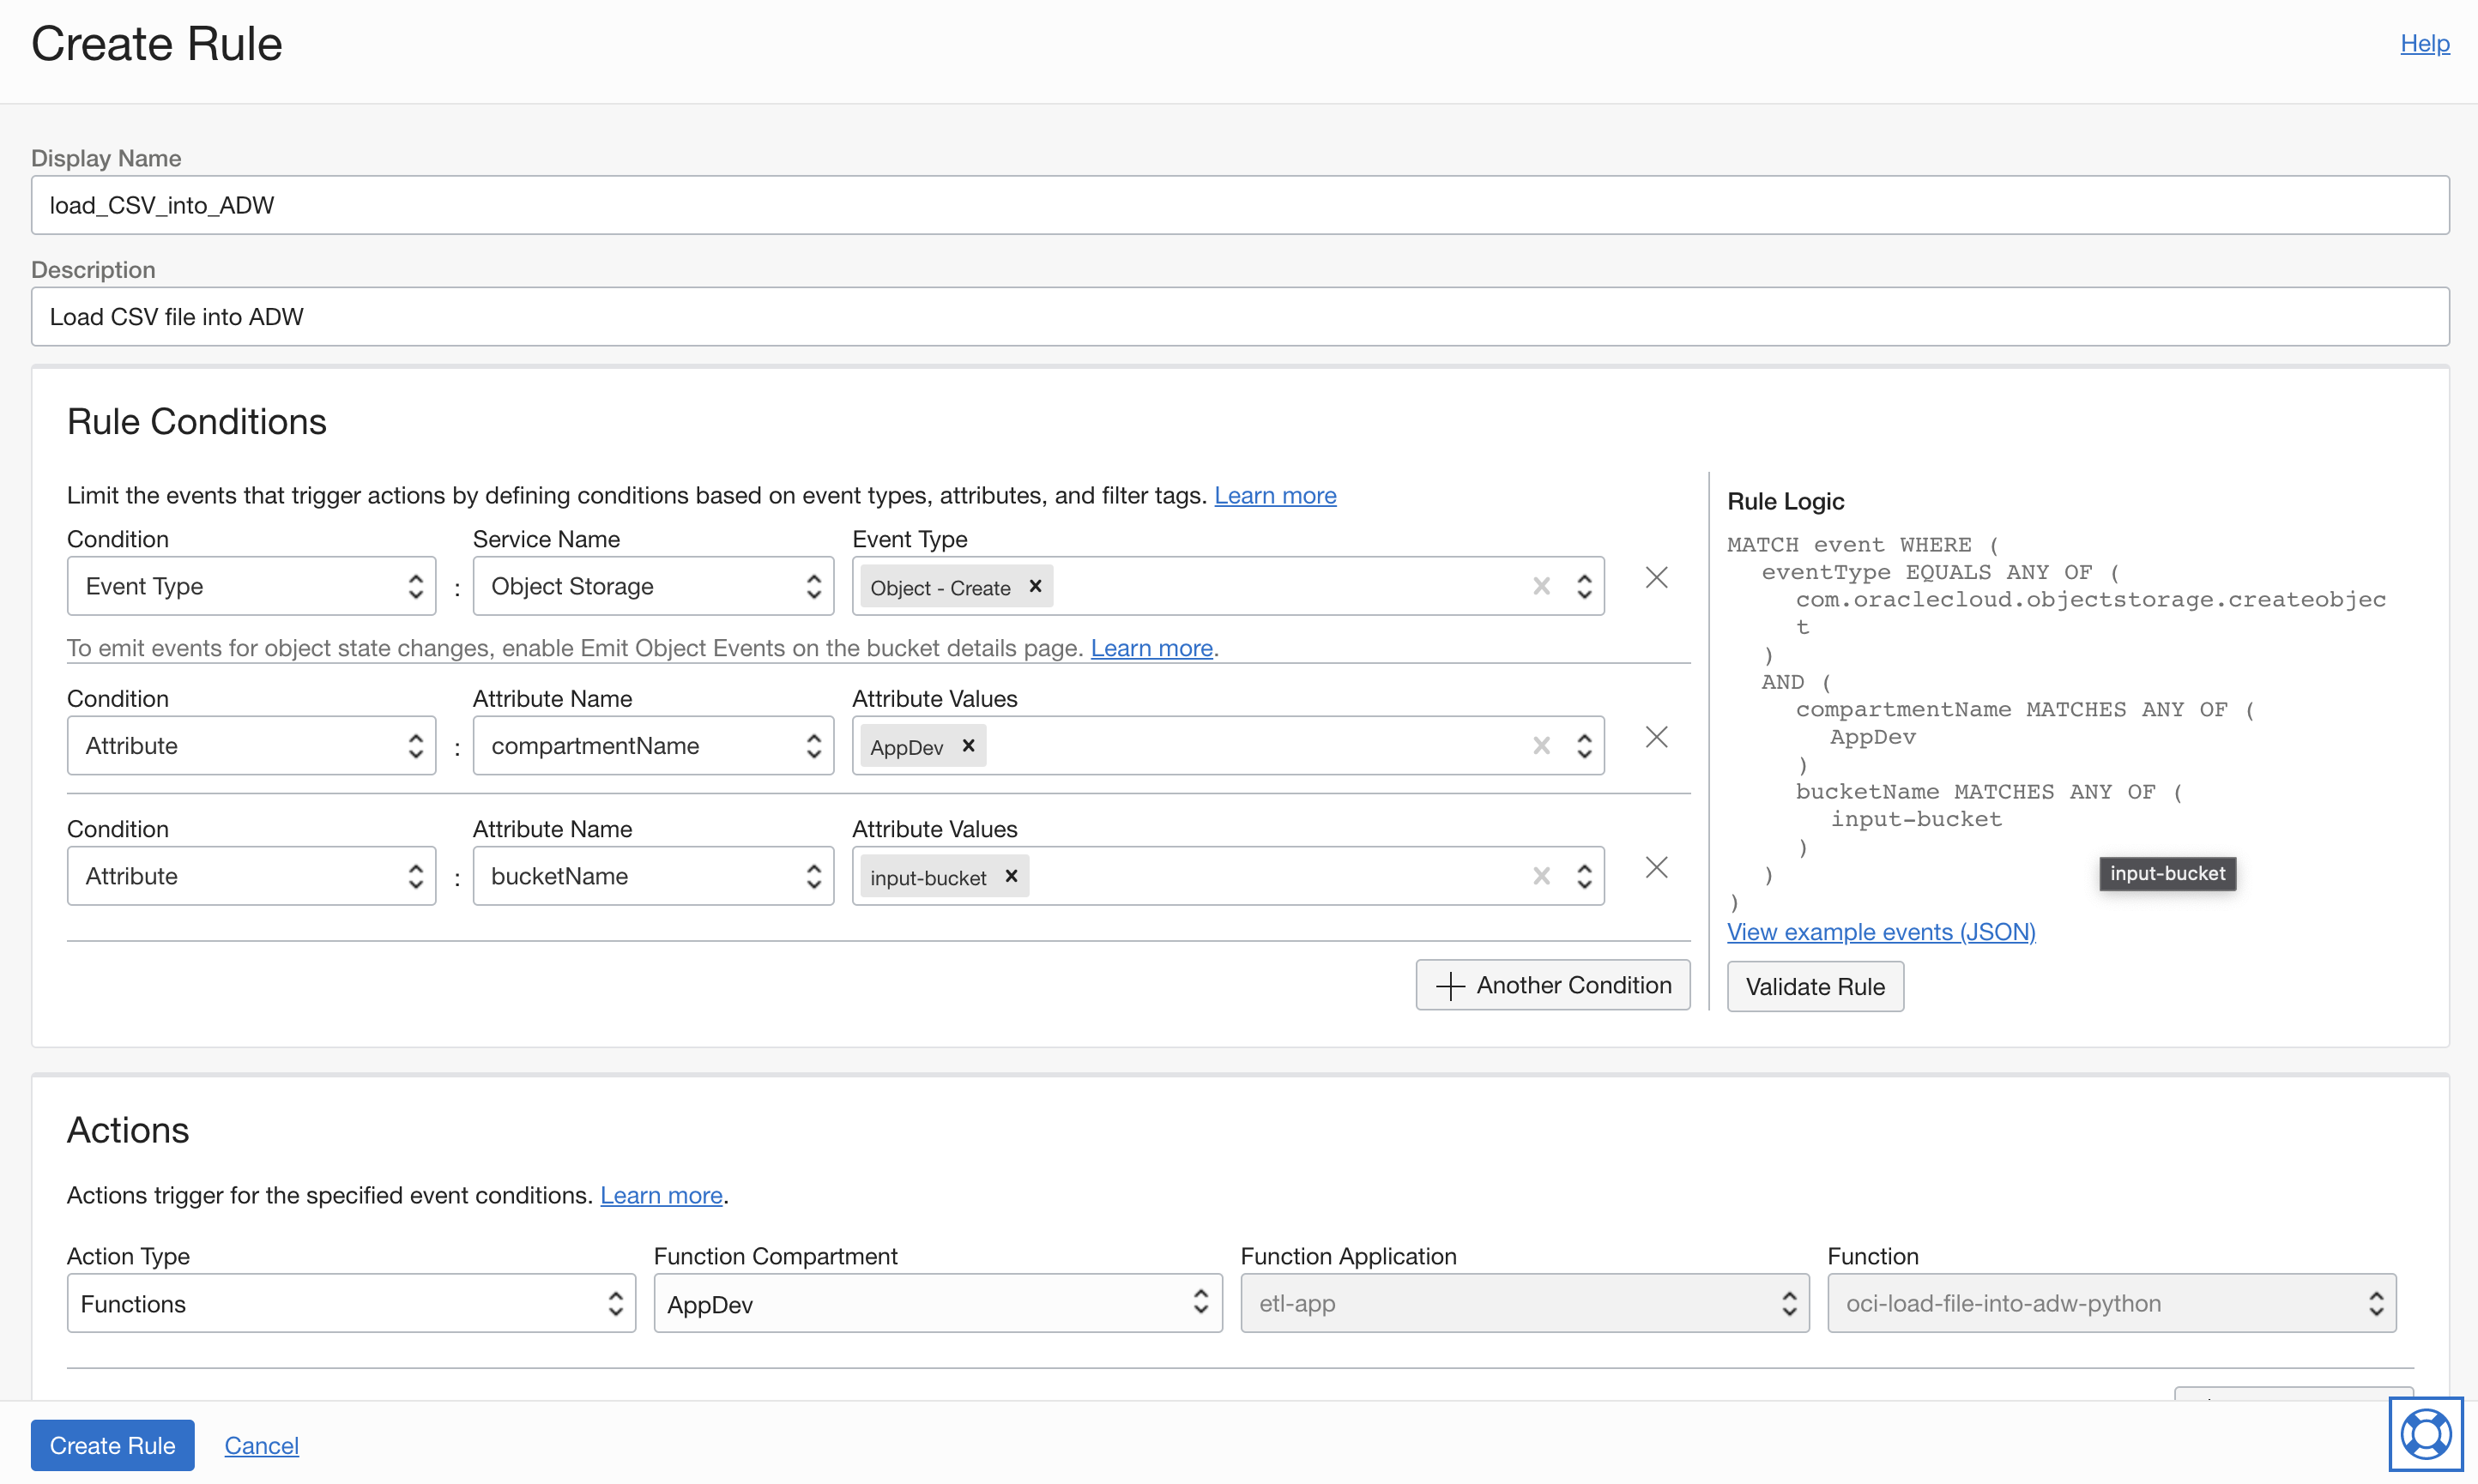 Create Rule
Help
Display Name
load_CSV_into_ADW
Description
Load CSV file into ADW
Rule Conditions
Limit the events that trigger actions by defining conditions based on event types, attributes, and filter tags. Learn more
Condition Service Name Event Type
Event Type : Object Storage Object - Create
To emit events for object state changes, enable Emit Object Events on the bucket details page. Learn more.
Condition Attribute Name Attribute Values
Attribute : compartmentName AppDev
Condition Attribute Name Attribute Values
Attribute : bucketName input-bucket
Another Condition
Rule Logic
MATCH event WHERE (
eventType EQUALS ANY OF (
com.oraclecloud.objectstorage.createobjec
t
)
AND (
compartmentName MATCHES ANY OF (
AppDev
)
bucketName MATCHES ANY OF (
input-bucket
)
)
)
input-bucket
View example events (JSON)
Validate Rule
Actions
Actions trigger for the specified event conditions. Learn more.
Action Type Function Compartment Function Application Function
Functions AppDev etl-app oci-load-file-into-adw-python
Create Rule Cancel